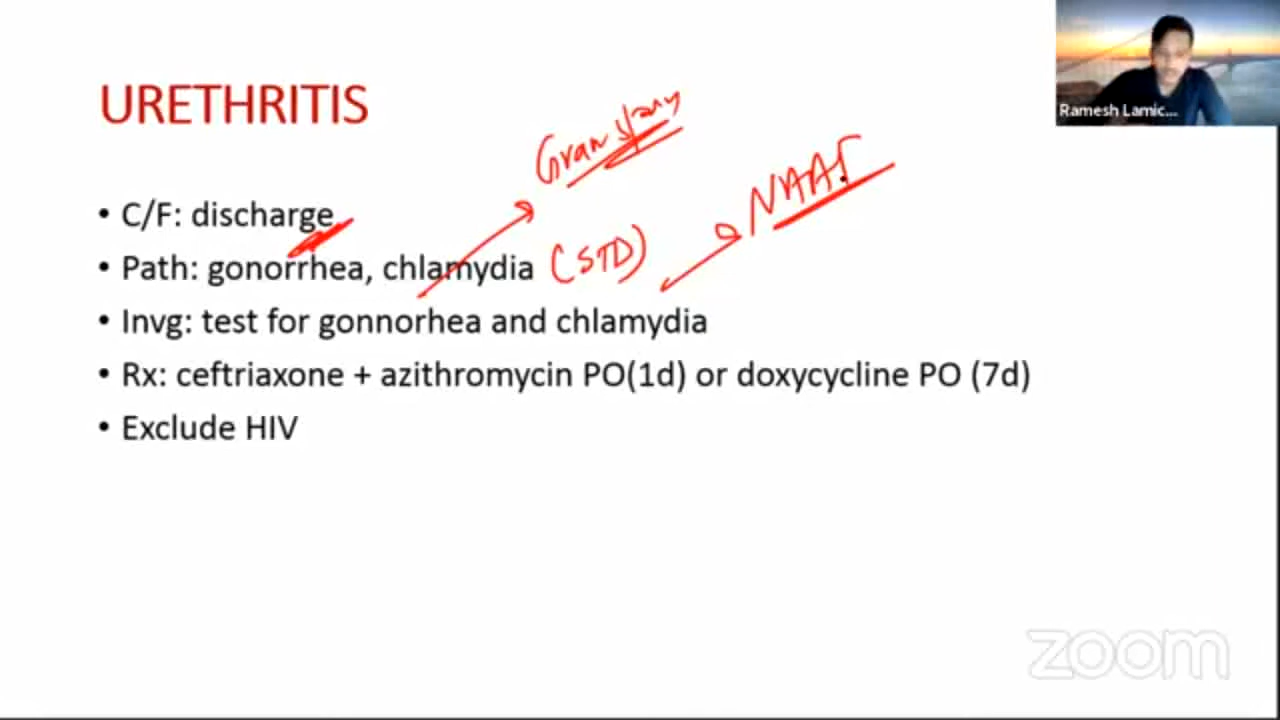 Ramesh Lamic...
URETHRITIS
Gram
NAAT
• C/F: discharge
• Path: gonorrhea, chlamydia (STD)
• Invg: test for gonnorhea and chlamydia
• Rx: ceftriaxone + azithromycin PO(1d) or doxycycline PO (7d)
• Exclude HIV
zoom